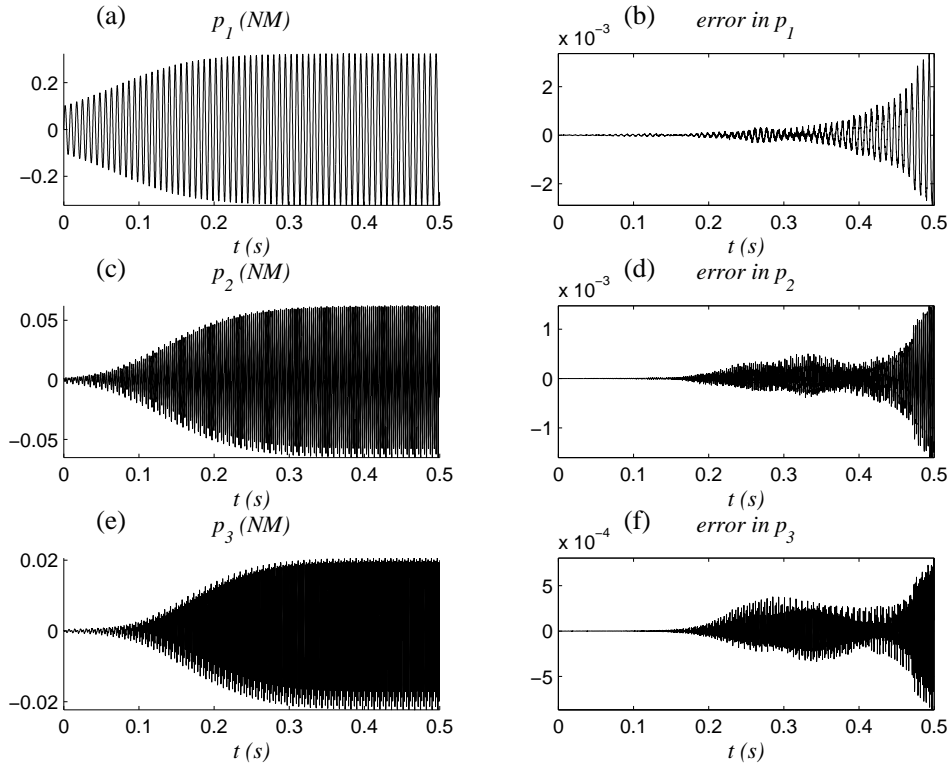 (a)
p1 (NM)
0.2
0
−0.2
0 0.1 0.2 0.3 0.4 0.5
t (s)
(b)
error in p1
x 10−3
2
0
−2
0 0.1 0.2 0.3 0.4 0.5
t (s)
(c)
p2 (NM)
0.05
0
−0.05
0 0.1 0.2 0.3 0.4 0.5
t (s)
(d)
error in p2
x 10−3
1
0
−1
0 0.1 0.2 0.3 0.4 0.5
t (s)
(e)
p3 (NM)
0.02
0
−0.02
0 0.1 0.2 0.3 0.4 0.5
t (s)
(f)
error in p3
x 10−4
5
0
−5
0 0.1 0.2 0.3 0.4 0.5
t (s)